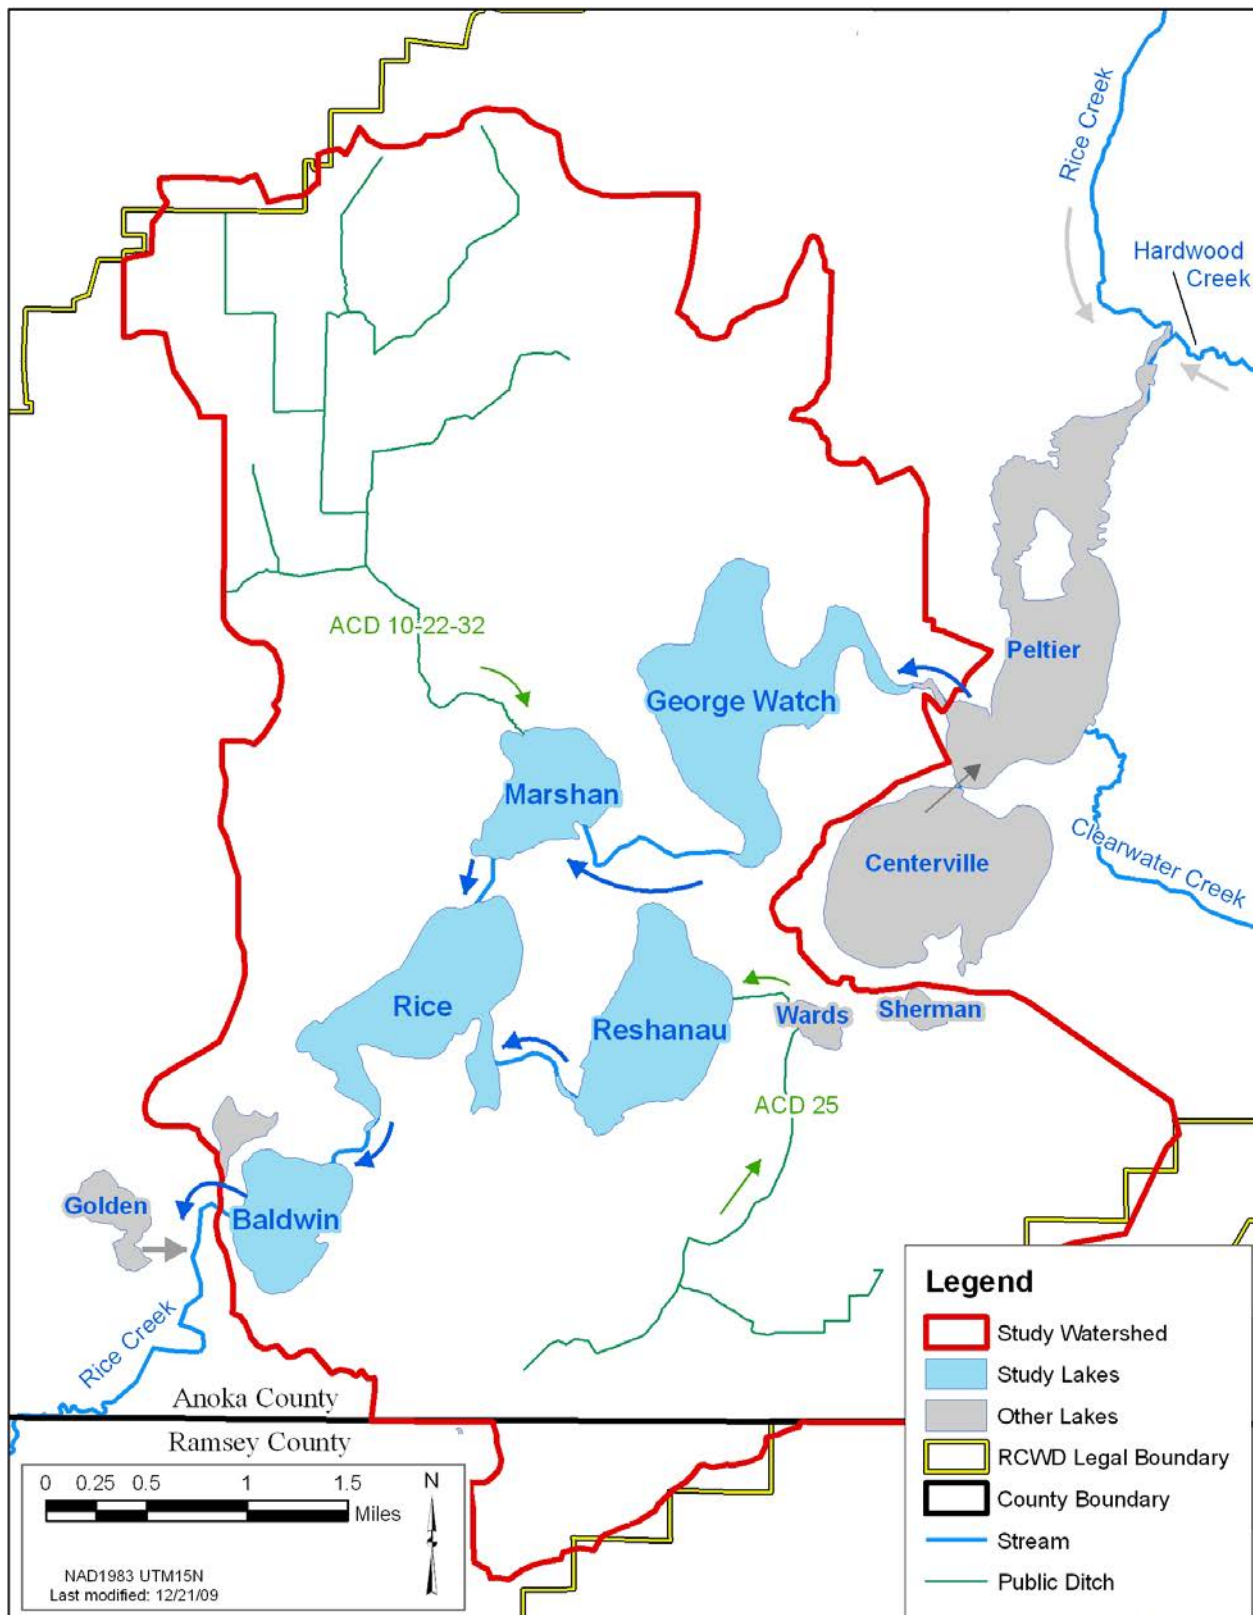 Rice Creek
Hardwood
Creek
ACD 10-22-32
Peltier
George Watch
Marshan
Clearwater Creek
Centerville
Rice
Reshanau
Wards
Sherman
ACD 25
Golden
Baldwin
Rice Creek
Anoka County
Ramsey County
0 0.25 0.5 1 1.5
Miles
N
NAD1983 UTM15N
Last modified: 12/21/09
Legend
Study Watershed
Study Lakes
Other Lakes
RCWD Legal Boundary
County Boundary
Stream
Public Ditch